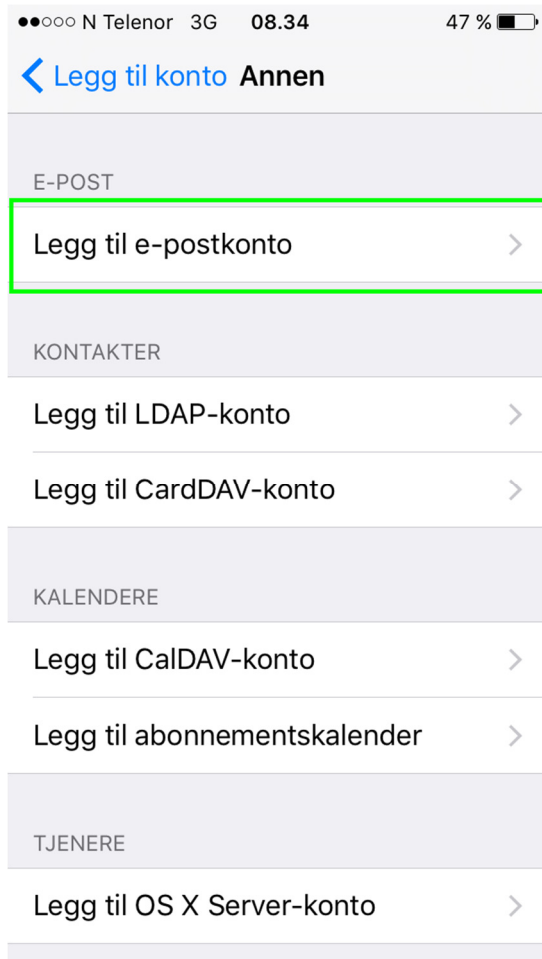 N Telenor 3G 08.34 47 %
Legg til konto Annen
E-POST
Legg til e-postkonto
KONTAKTER
Legg til LDAP-konto
Legg til CardDAV-konto
KALENDERE
Legg til CalDAV-konto
Legg til abonnementskalender
TJENERE
Legg til OS X Server-konto